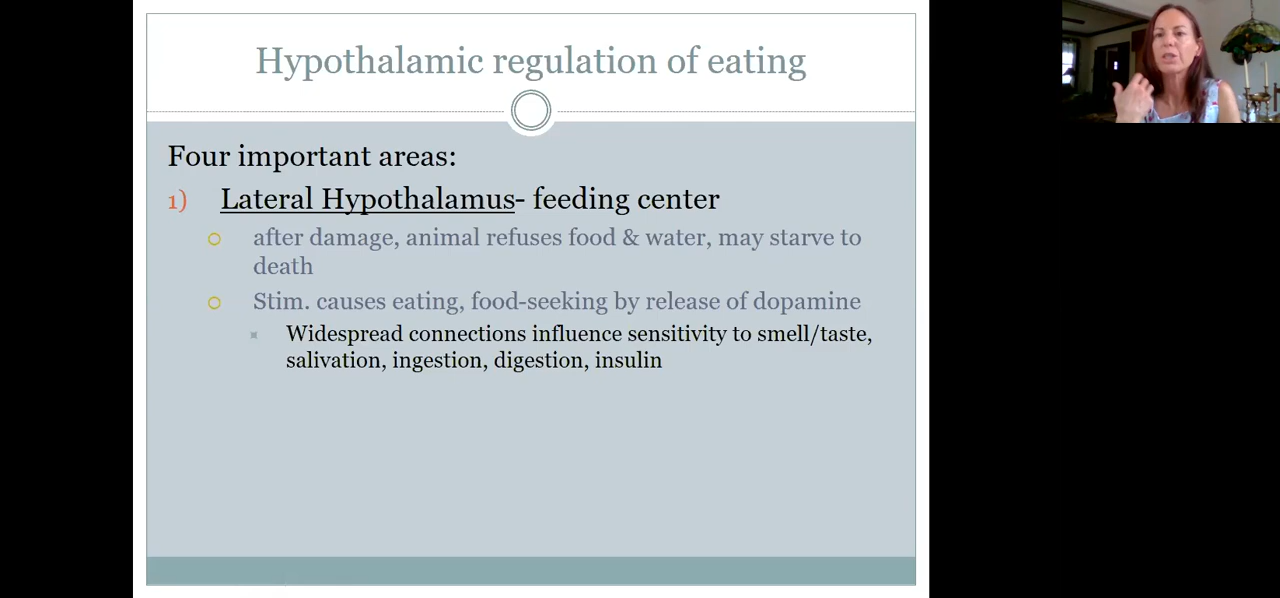 Hypothalamic regulation of eating
Four important areas:
1) Lateral Hypothalamus- feeding center
after damage, animal refuses food & water, may starve to
death
Stim. causes eating, food-seeking by release of dopamine
Widespread connections influence sensitivity to smell/taste,
salivation, ingestion, digestion, insulin